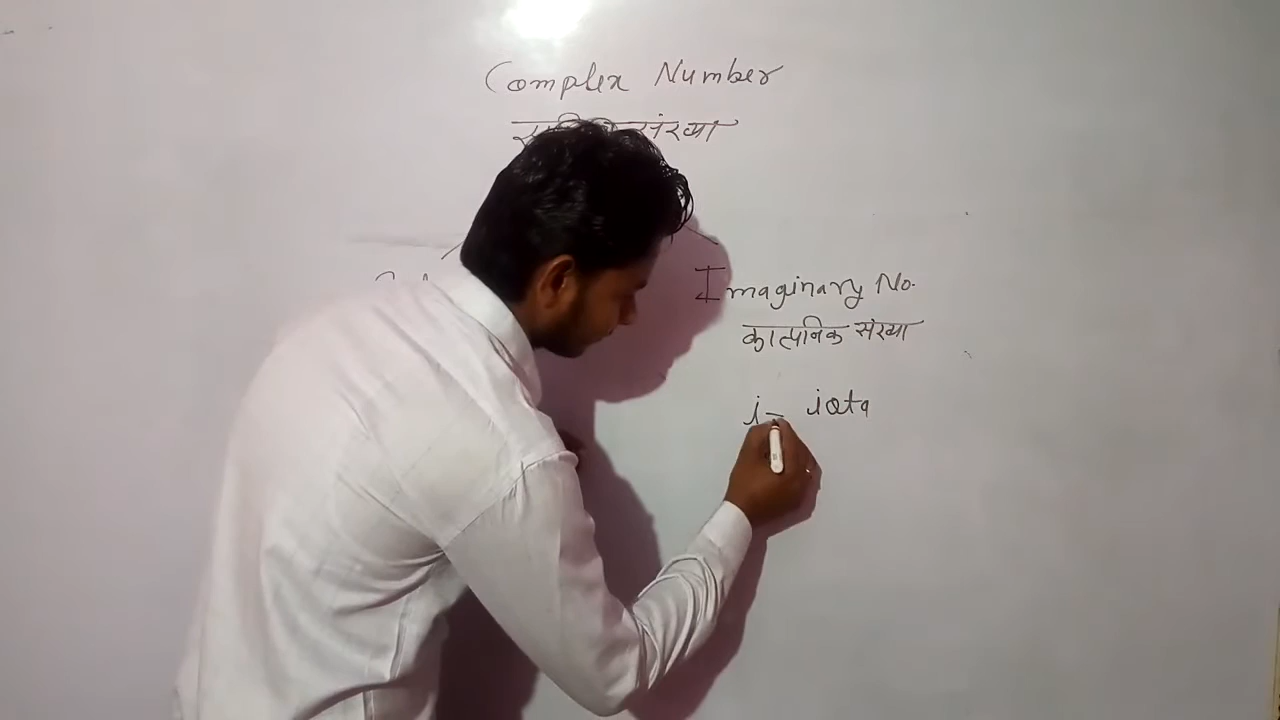 Complex Number
संख्या
Imaginary No.
काल्पनिक संख्या
i - iota